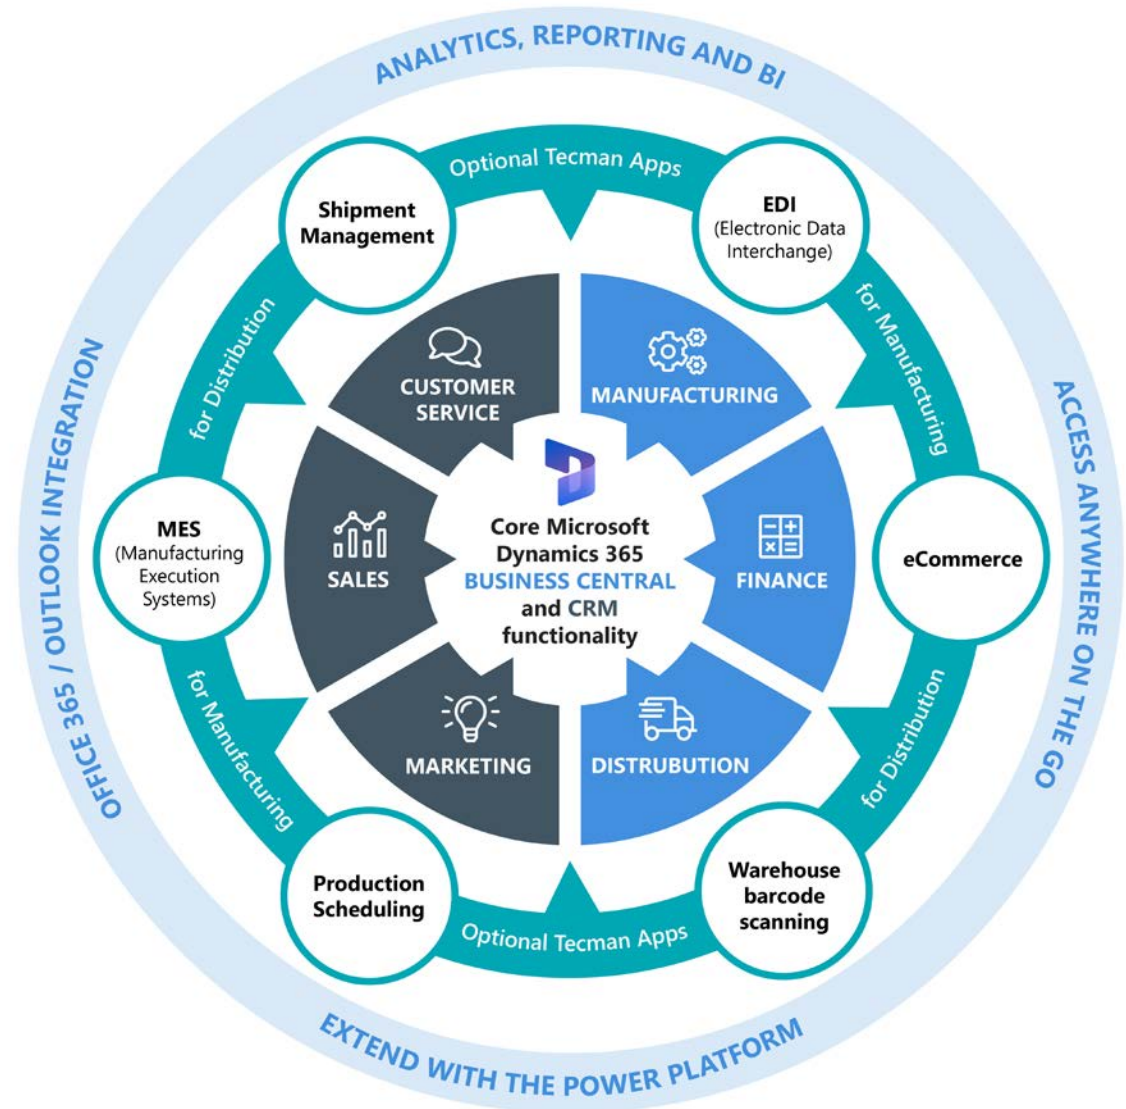 ANALYTICS, REPORTING AND BI
Optional Tecman Apps
Shipment
Management
EDI
(Electronic Data
Interchange)
for Distribution
for Manufacturing
CUSTOMER
SERVICE
MANUFACTURING
OFFICE 365 / OUTLOOK INTEGRATION
ACCESS ANYWHERE ON THE GO
MES
(Manufacturing
Execution
Systems)
SALES
Core Microsoft
Dynamics 365
BUSINESS CENTRAL
and CRM
functionality
FINANCE
eCommerce
for Manufacturing
for Distribution
MARKETING
DISTRUBUTION
Production
Scheduling
Warehouse
barcode
scanning
Optional Tecman Apps
EXTEND WITH THE POWER PLATFORM